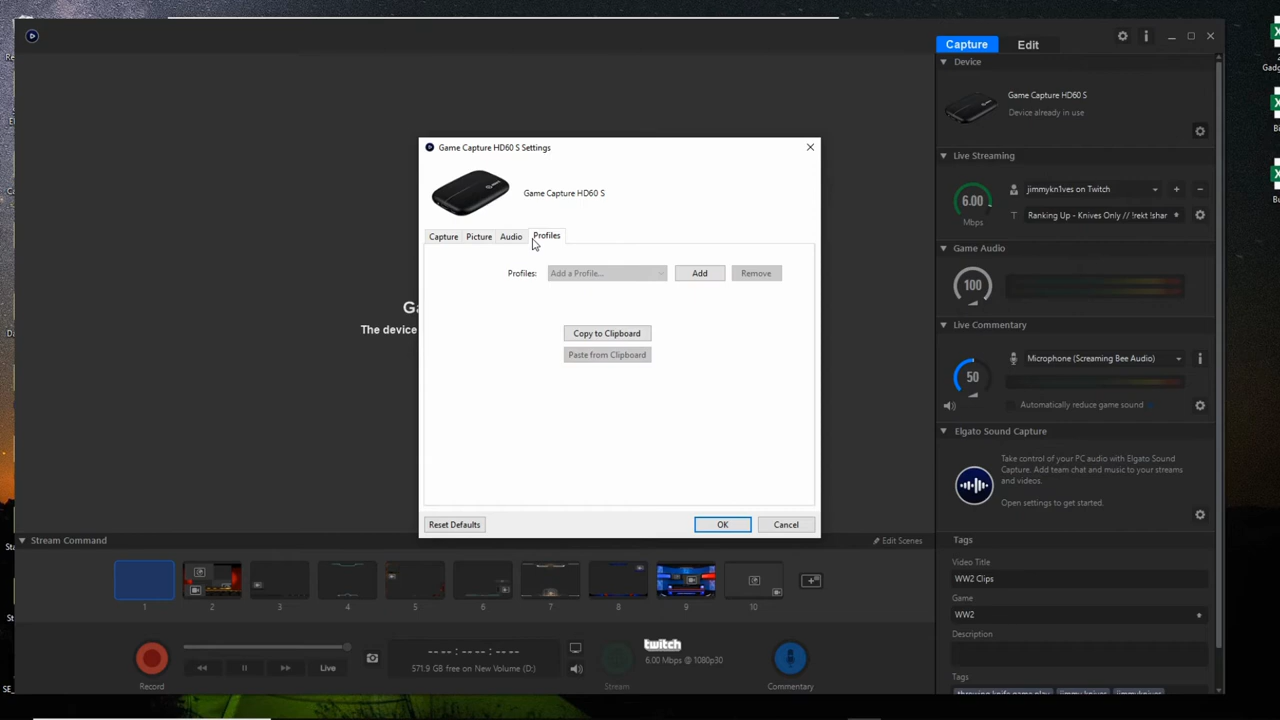 Capture Edit
Device
Game Capture HD60 S
Device already in use
Game Capture HD60 S Settings
Game Capture HD60 S
Capture Picture Audio Profiles
Profiles: Add a Profile... Add Remove
Copy to Clipboard
Paste from Clipboard
Reset Defaults OK Cancel
The device
Live Streaming
6.00
Mbps
jimmykn1ves on Twitch
T Ranking Up - Knives Only // !rekt !shar
Game Audio
100
Live Commentary
50
Microphone (Screaming Bee Audio)
Automatically reduce game sound
Elgato Sound Capture
Take control of your PC audio with Elgato Sound
Capture. Add team chat and music to your streams
and videos.
Open settings to get started.
Stream Command Edit Scenes
1 2 3 4 5 6 7 8 9 10
Tags
Video Title
WW2 Clips
Game
WW2
Description
Tags
throwing knife game play jimmy knives jimmyknives
Record
Live
--:--:--:--
571.9 GB free on New Volume (D:)
Stream
twitch
6.00 Mbps @ 1080p30
Commentary